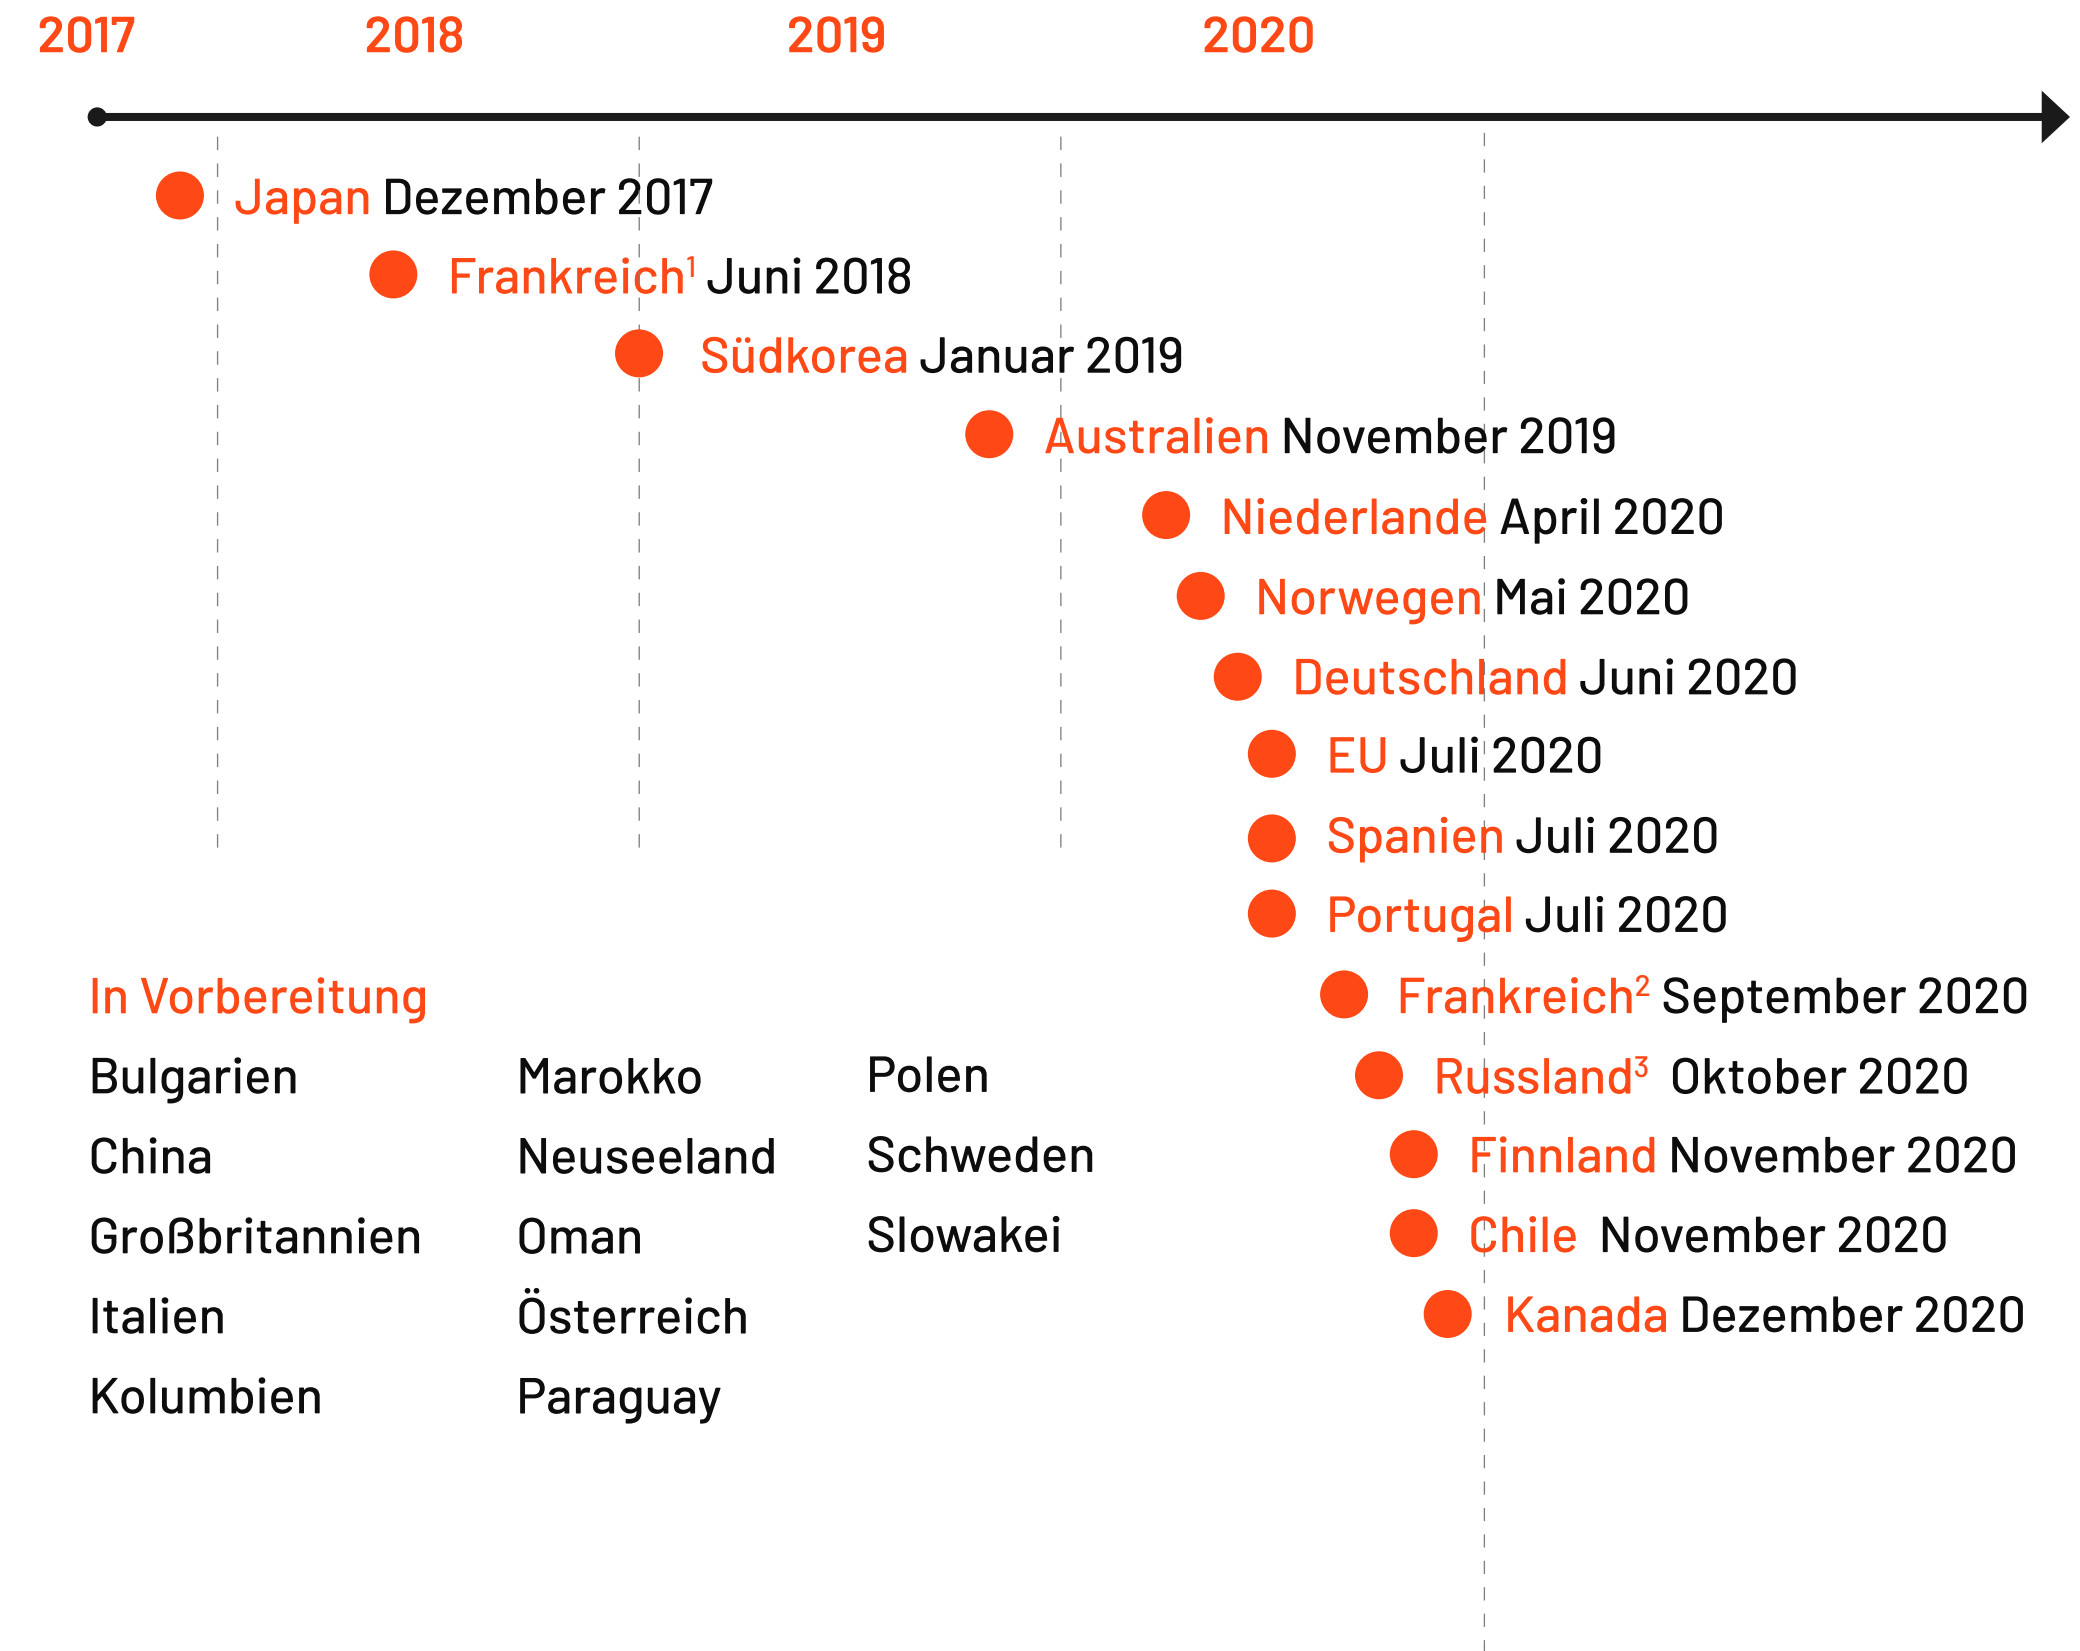 2017 2018 2019 2020
Japan Dezember 2017
Frankreich¹ Juni 2018
Südkorea Januar 2019
Australien November 2019
Niederlande April 2020
Norwegen Mai 2020
Deutschland Juni 2020
EU Juli 2020
Spanien Juli 2020
Portugal Juli 2020
Frankreich² September 2020
Russland³ Oktober 2020
Finnland November 2020
Chile November 2020
Kanada Dezember 2020
In Vorbereitung
Bulgarien
China
Großbritannien
Italien
Kolumbien
Marokko
Neuseeland
Oman
Österreich
Paraguay
Polen
Schweden
Slowakei